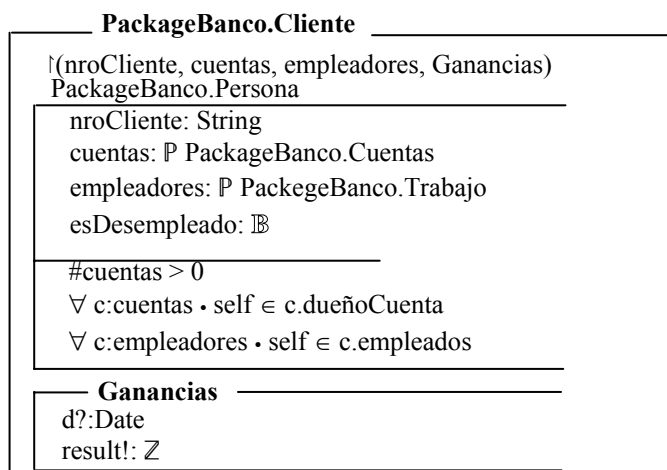 PackageBanco.Cliente
↾(nroCliente, cuentas, empleadores, Ganancias)
PackageBanco.Persona
nroCliente: String
cuentas: ℙ PackageBanco.Cuentas
empleadores: ℙ PackegeBanco.Trabajo
esDesempleado: 𝔹
#cuentas > 0
∀ c:cuentas • self ∈ c.dueñoCuenta
∀ c:empleadores • self ∈ c.empleados
Ganancias
d?:Date
result!: ℤ